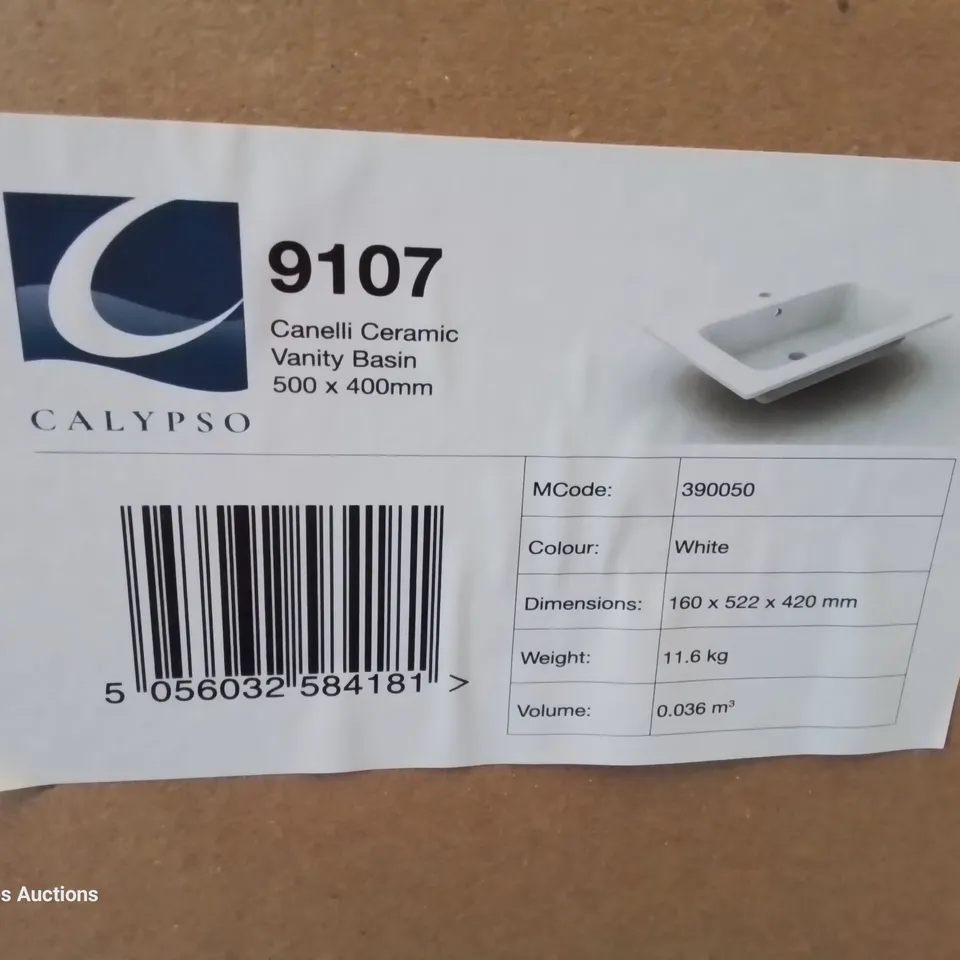 9107
Canelli Ceramic
Vanity Basin
500 x 400mm
CALYPSO
MCode: 390050
Colour: White
Dimensions: 160 x 522 x 420 mm
Weight: 11.6 kg
Volume: 0.036 m³
5 056032 584181 >
Auctions